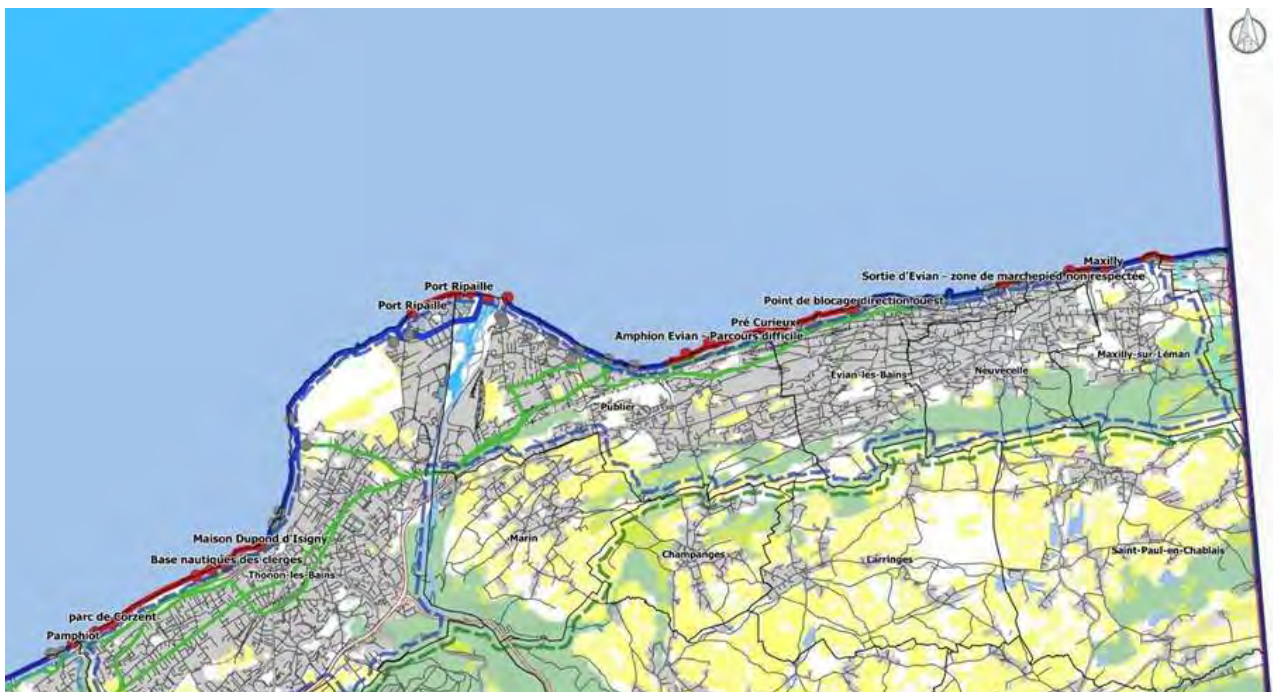 Maxilly
Sortie d'Evian - zone de marchepied non respectée
Port Ripaille
Port Ripaille
Point de blocage direction ouest
Pré Curieux
Amphion Evian - Parcours difficile
Maxilly-sur-Léman
Evian-les-Bains
Neuvecelle
Publier
Maison Dupond d'Isigny
Marin
Champanges
Larringes
Saint-Paul-en-Chablais
Base nautiques des clerges
Thonon-les-Bains
parc de Corzent
Pamphiot